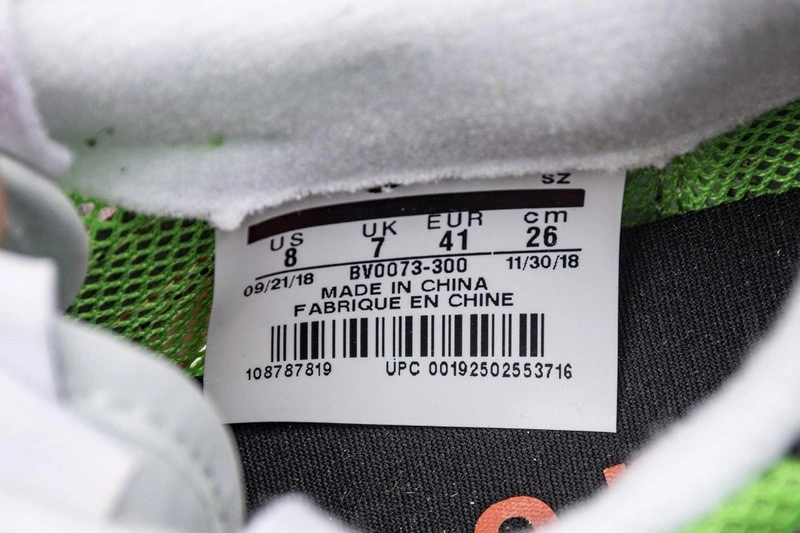 SZ
US UK EUR cm
8 7 41 26
09/21/18 BV0073-300 11/30/18
MADE IN CHINA
FABRIQUE EN CHINE
108787819 UPC 00192502553716